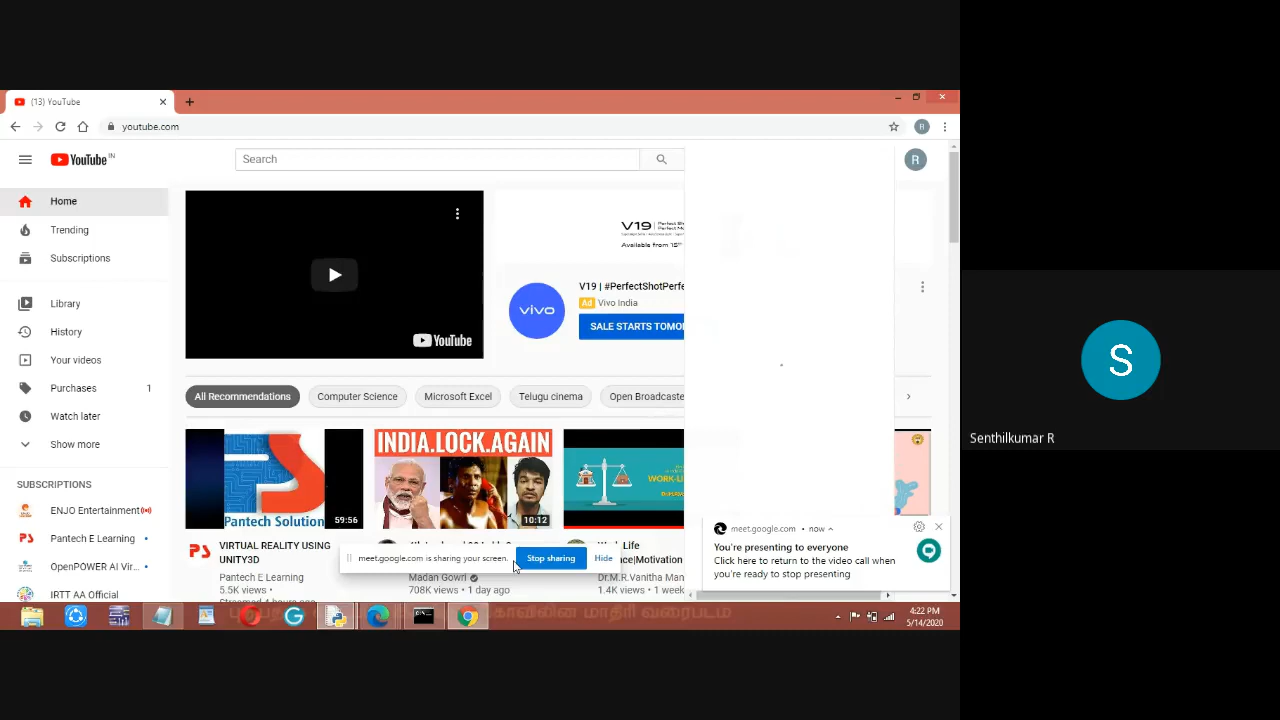 (13) YouTube
youtube.com
YouTube IN
Search
R
Home
Trending
Subscriptions
Library
History
Your videos
Purchases 1
Watch later
Show more
SUBSCRIPTIONS
ENJO Entertainment
Pantech E Learning
OpenPOWER AI Vir...
IRTT AA Official
YouTube
V19
Available from 15th
vivo
V19 | #PerfectShotPerfe
Ad Vivo India
SALE STARTS TOMO
All Recommendations
Computer Science
Microsoft Excel
Telugu cinema
Open Broadcaste
Pantech Solution
59:56
INDIA.LOCK.AGAIN
10:12
WORK-LI
VIRTUAL REALITY USING UNITY3D
Pantech E Learning
5.5K views
Madan Gowri
708K views • 1 day ago
Life
|Motivation
Dr.M.R.Vanitha Man
1.4K views • 1 week
meet.google.com is sharing your screen.
Stop sharing
Hide
meet.google.com • now
You're presenting to everyone
Click here to return to the video call when
you're ready to stop presenting
4:22 PM
5/14/2020
S
Senthilkumar R